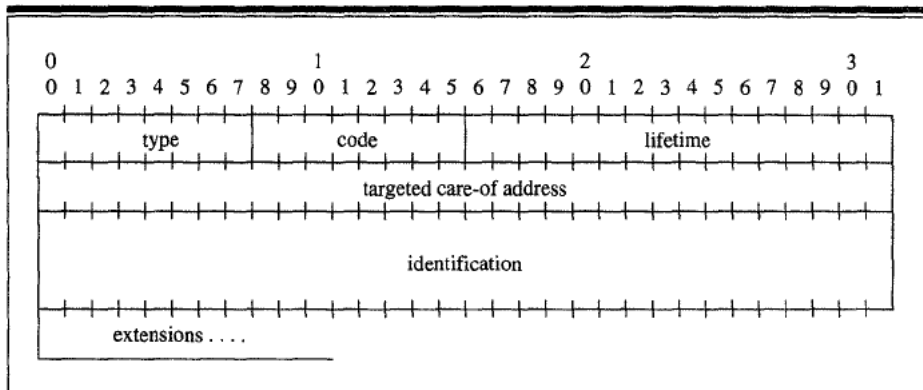 0 1 2 3
0 1 2 3 4 5 6 7 8 9 0 1 2 3 4 5 6 7 8 9 0 1 2 3 4 5 6 7 8 9 0 1
type code lifetime
targeted care-of address
identification
extensions . . . .